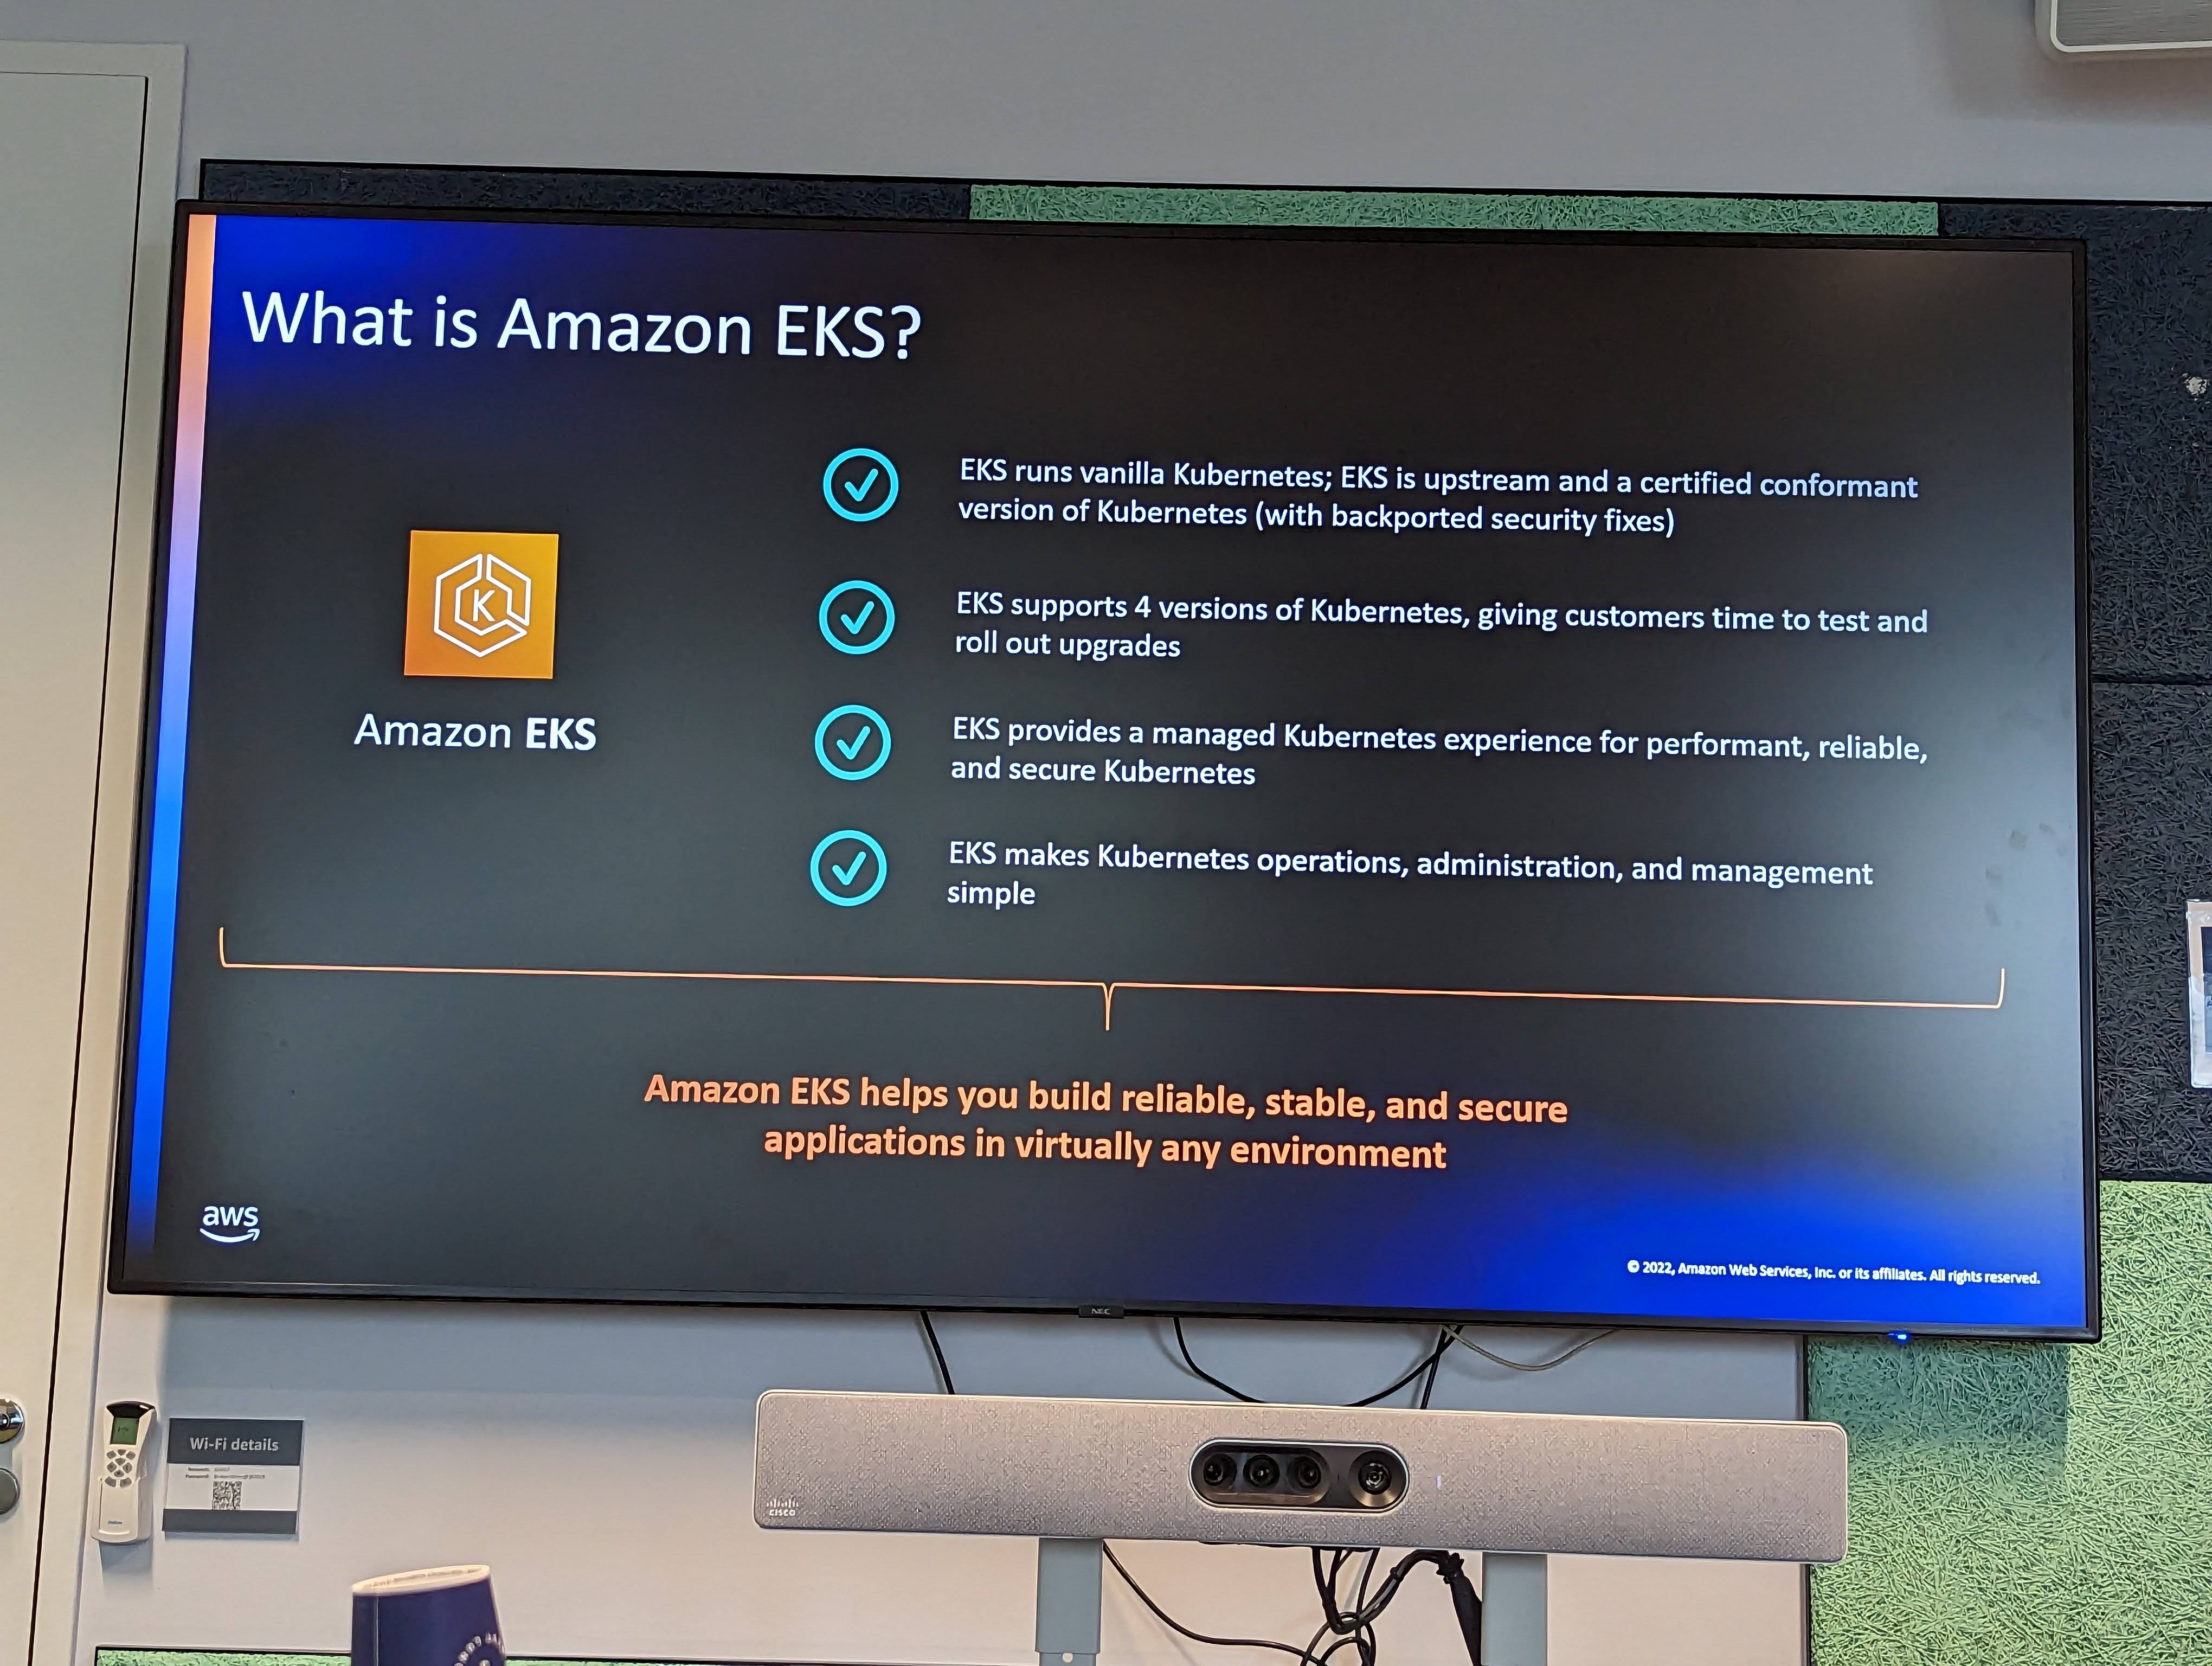 What is Amazon EKS?
K
Amazon EKS
EKS runs vanilla Kubernetes; EKS is upstream and a certified conformant
version of Kubernetes (with backported security fixes)
EKS supports 4 versions of Kubernetes, giving customers time to test and
roll out upgrades
EKS provides a managed Kubernetes experience for performant, reliable,
and secure Kubernetes
EKS makes Kubernetes operations, administration, and management
simple
Amazon EKS helps you build reliable, stable, and secure
applications in virtually any environment
aws
© 2022, Amazon Web Services, Inc. or its affiliates. All rights reserved.
NEC
Wi-Fi details
CISCO